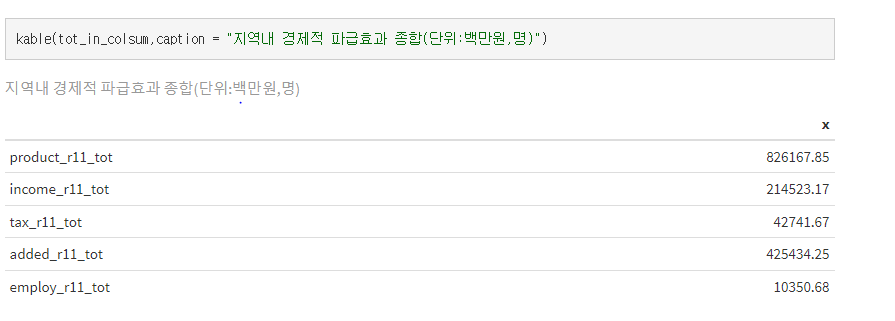 kable(tot_in_colsum,caption = "지역내 경제적 파급효과 종합(단위:백만원,명)")
지역내 경제적 파급효과 종합(단위:백만원,명)
x
product_r11_tot 826167.85
income_r11_tot 214523.17
tax_r11_tot 42741.67
added_r11_tot 425434.25
employ_r11_tot 10350.68